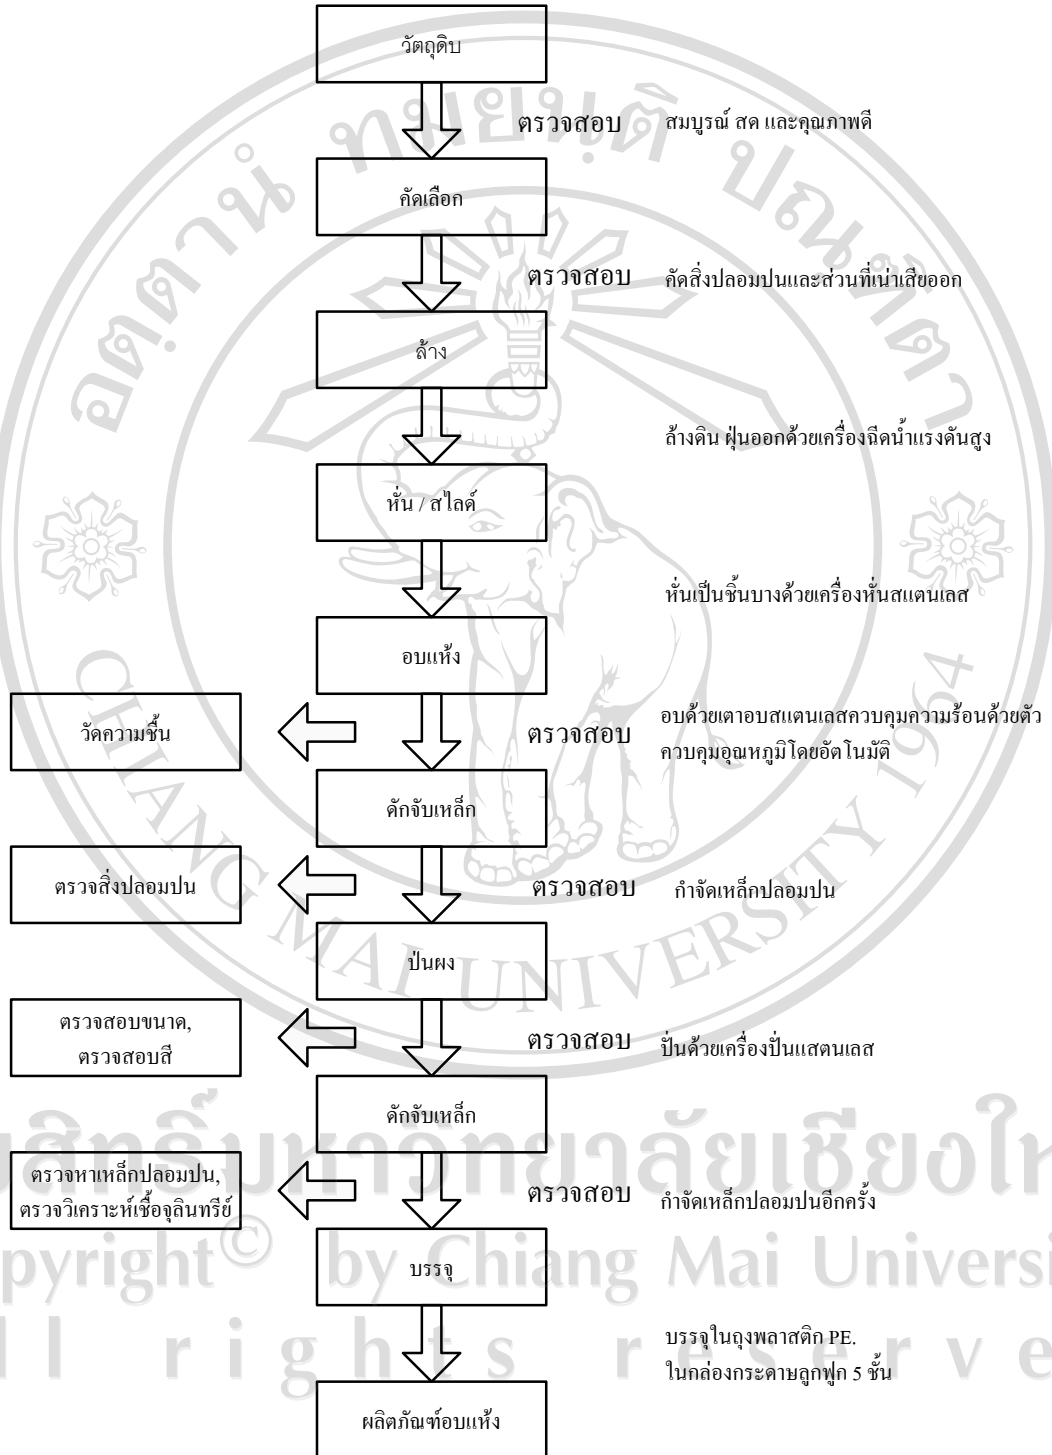 วัตถุดิบ
ตรวจสอบ
สมบูรณ์ สด และคุณภาพดี
คัดเลือก
ตรวจสอบ
คัดสิ่งปลอมปนและส่วนที่เน่าเสียออก
ล้าง
ล้างดิน ฝุ่นออกด้วยเครื่องฉีดน้ำแรงดันสูง
หั่น / สไลด์
หั่นเป็นชิ้นบางด้วยเครื่องหั่นสแตนเลส
อบแห้ง
วัดความชื้น
ตรวจสอบ
อบด้วยเตาอบสแตนเลสควบคุมความร้อนด้วยตัว
ควบคุมอุณหภูมิโดยอัตโนมัติ
ดักจับเหล็ก
ตรวจสิ่งปลอมปน
ตรวจสอบ
กำจัดเหล็กปลอมปน
ป่นผง
ตรวจสอบขนาด,
ตรวจสอบสี
ตรวจสอบ
ปั่นด้วยเครื่องปั่นแสตนเลส
ดักจับเหล็ก
ตรวจหาเหล็กปลอมปน,
ตรวจวิเคราะห์เชื้อจุลินทรีย์
ตรวจสอบ
กำจัดเหล็กปลอมปนอีกครั้ง
บรรจุ
บรรจุในถุงพลาสติก PE.
ในกล่องกระดาษลูกฟูก 5 ชั้น
ผลิตภัณฑ์อบแห้ง
อตฺตานํ ทมยนฺติ ปณฺฑิตา
CHIANG MAI UNIVERSITY 1964
สิทธิ์มหาวิทยาลัยเชียงให
pyright© by Chiang Mai Universi
ll rights reserve